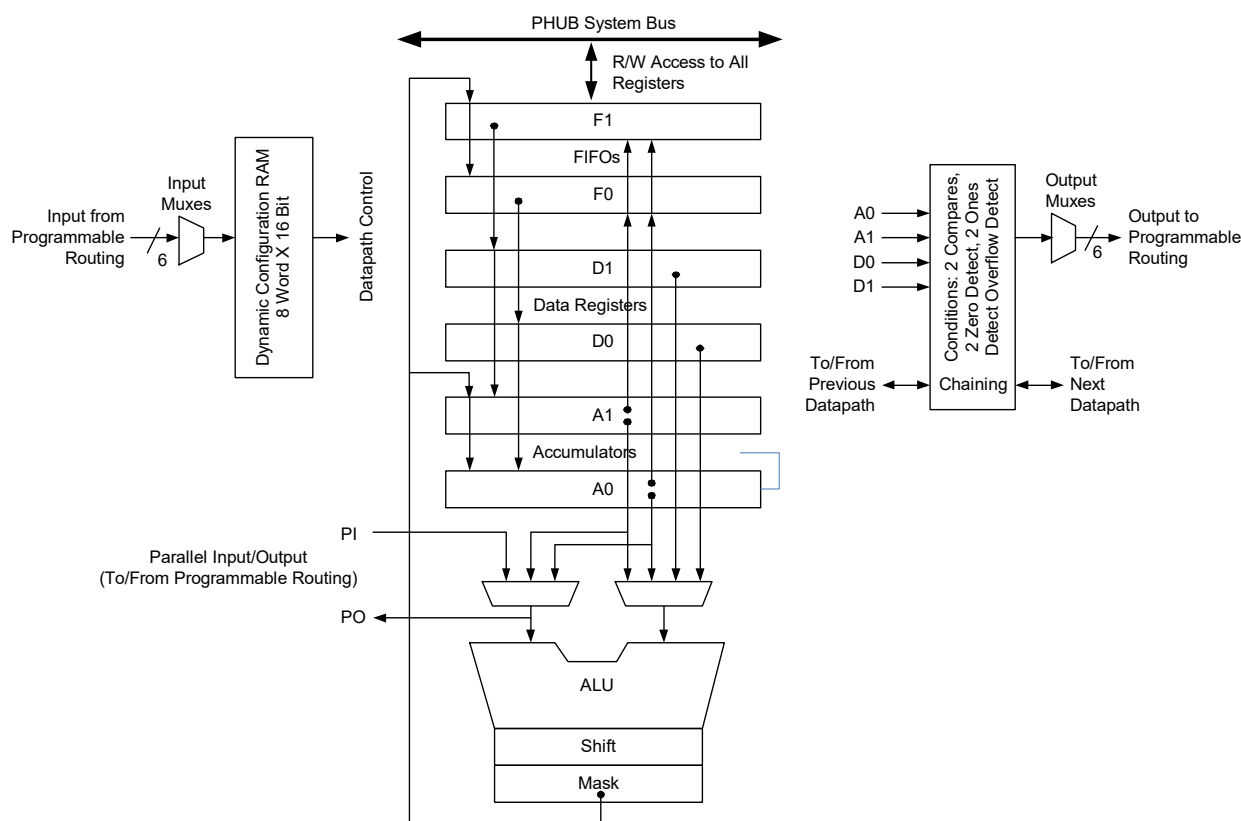 PHUB System Bus
R/W Access to All
Registers
F1
FIFOs
F0
D1
Data Registers
D0
A1
Accumulators
A0
Input from
Programmable
Routing
6
Input
Muxes
Dynamic Configuration RAM
8 Word X 16 Bit
Datapath Control
A0
A1
D0
D1
Conditions: 2 Compares,
2 Zero Detect, 2 Ones
Detect Overflow Detect
Output
Muxes
6
Output to
Programmable
Routing
To/From
Previous
Datapath
Chaining
To/From
Next
Datapath
PI
Parallel Input/Output
(To/From Programmable Routing)
PO
ALU
Shift
Mask